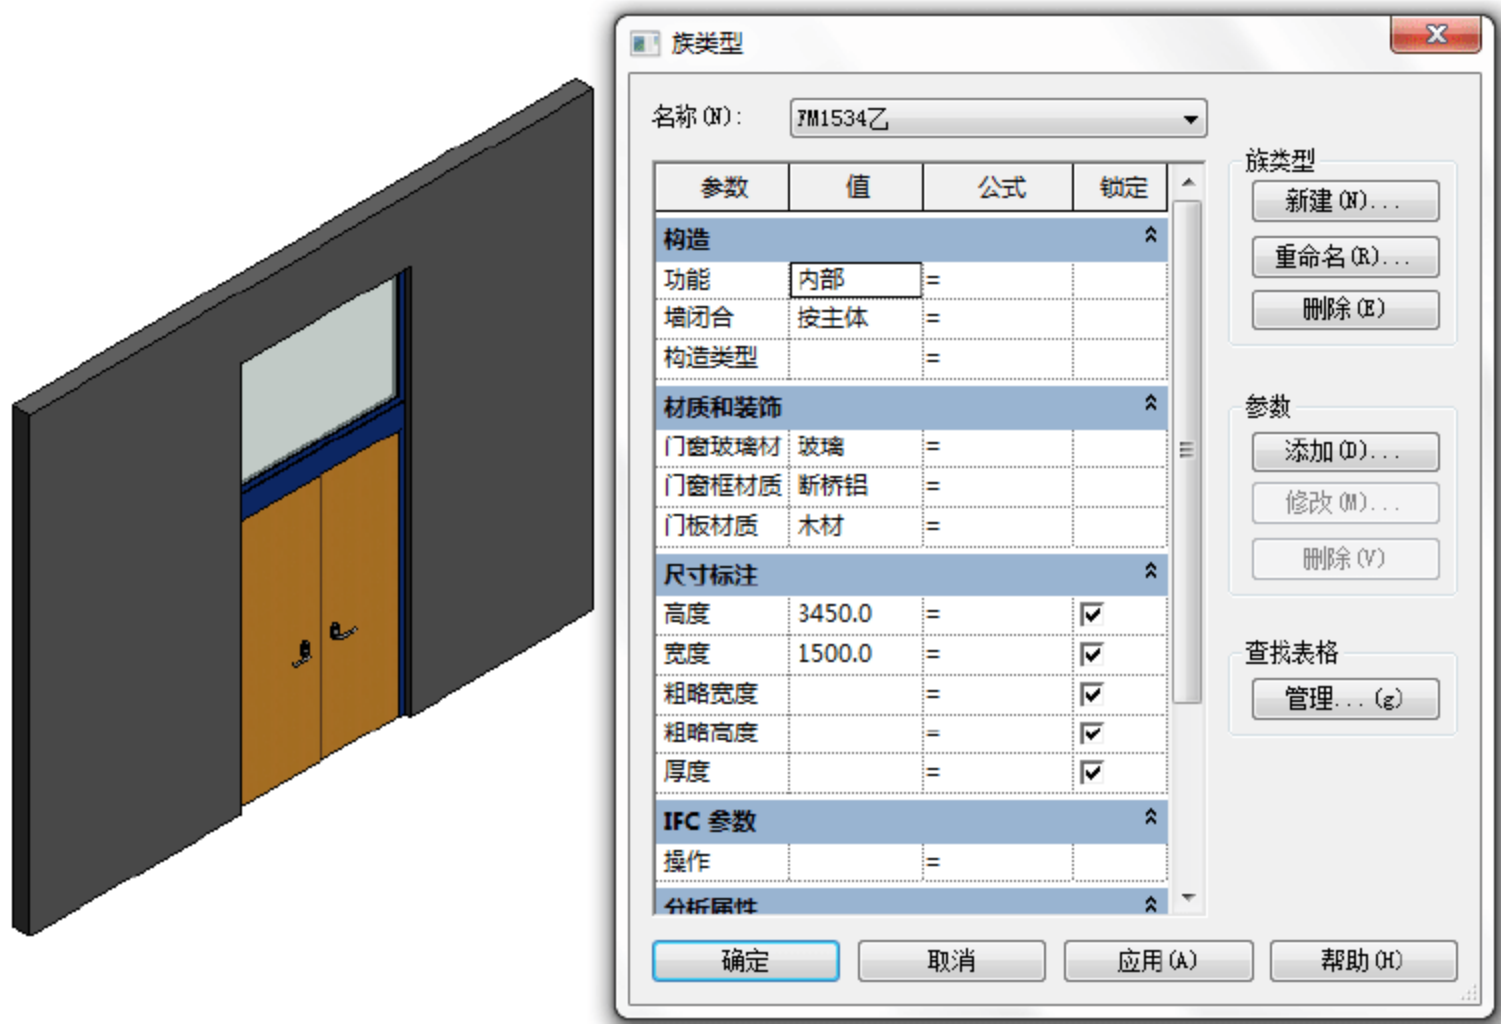 族类型
名称(N):
FM1534乙
参数 值 公式 锁定
构造
功能 内部 =
墙闭合 按主体 =
构造类型 =
材质和装饰
门窗玻璃材 玻璃 =
门窗框材质 断桥铝 =
门板材质 木材 =
尺寸标注
高度 3450.0 =
宽度 1500.0 =
粗略宽度 =
粗略高度 =
厚度 =
IFC 参数
操作 =
分析属性
族类型
新建(N)...
重命名(R)...
删除(E)
参数
添加(D)...
修改(M)...
删除(V)
查找表格
管理...(g)
确定 取消 应用(A) 帮助(H)